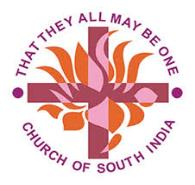 THAT THEY ALL MAY BE ONE
CHURCH OF SOUTH INDIA